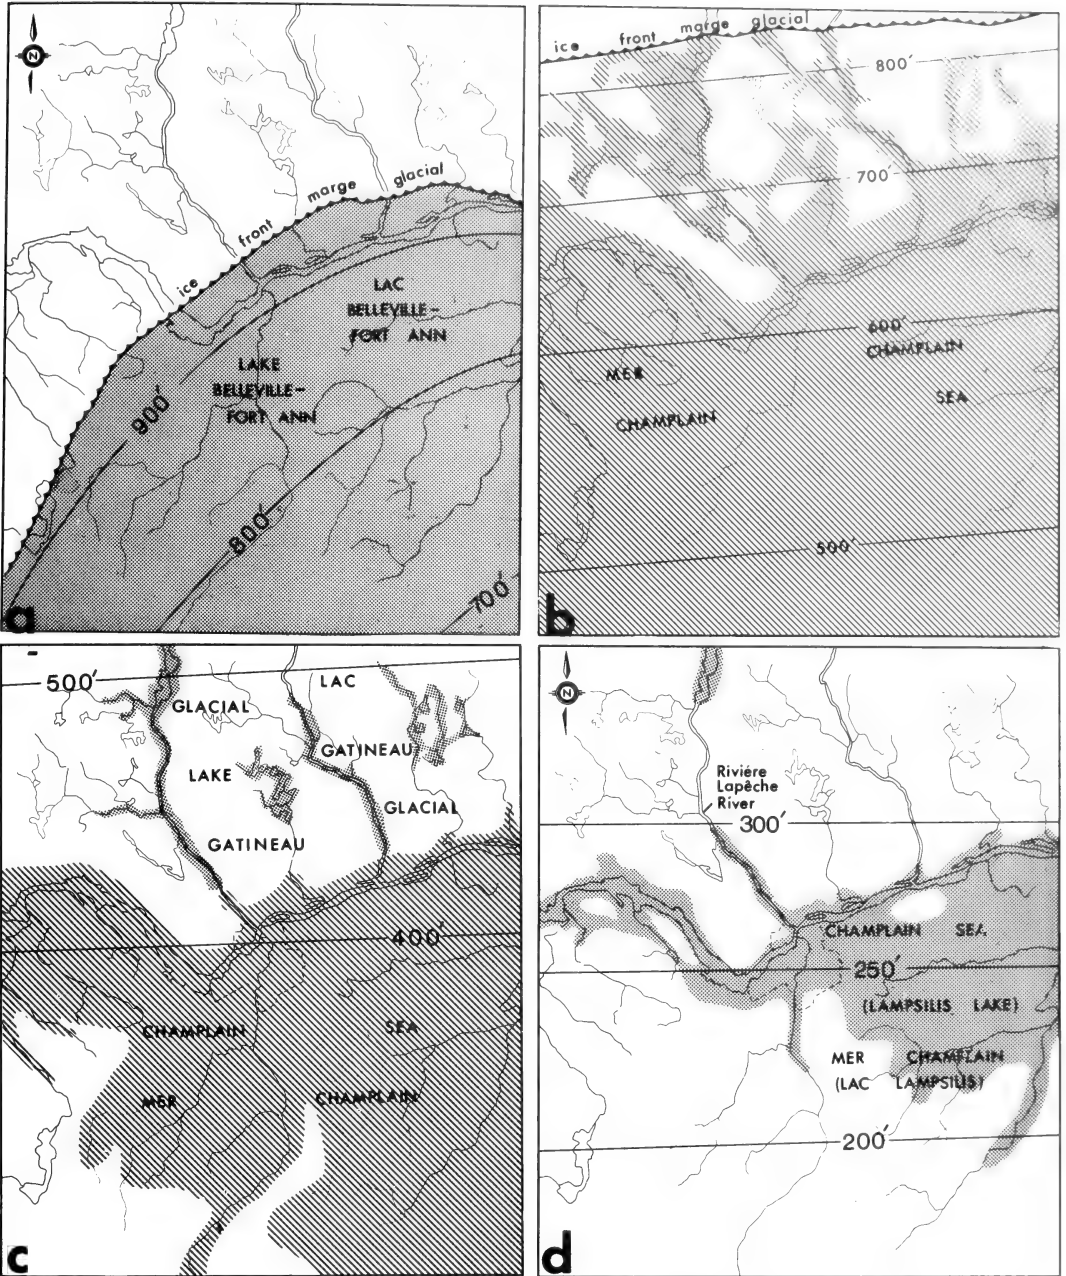 N
ice front marge glacial
LAC
BELLEVILLE–
FORT ANN
LAKE
BELLEVILLE–
FORT ANN
900'
800'
700'
a
ice front marge glacial
800'
700'
600'
CHAMPLAIN
MER
SEA
CHAMPLAIN
500'
b
500'
LAC
GLACIAL
GATINEAU
LAKE
GLACIAL
GATINEAU
400'
CHAMPLAIN SEA
MER CHAMPLAIN
c
N
Riviére
Lapêche
River
300'
CHAMPLAIN SEA
250'
(LAMPSILIS LAKE)
MER CHAMPLAIN
(LAC LAMPSILIS)
200'
d